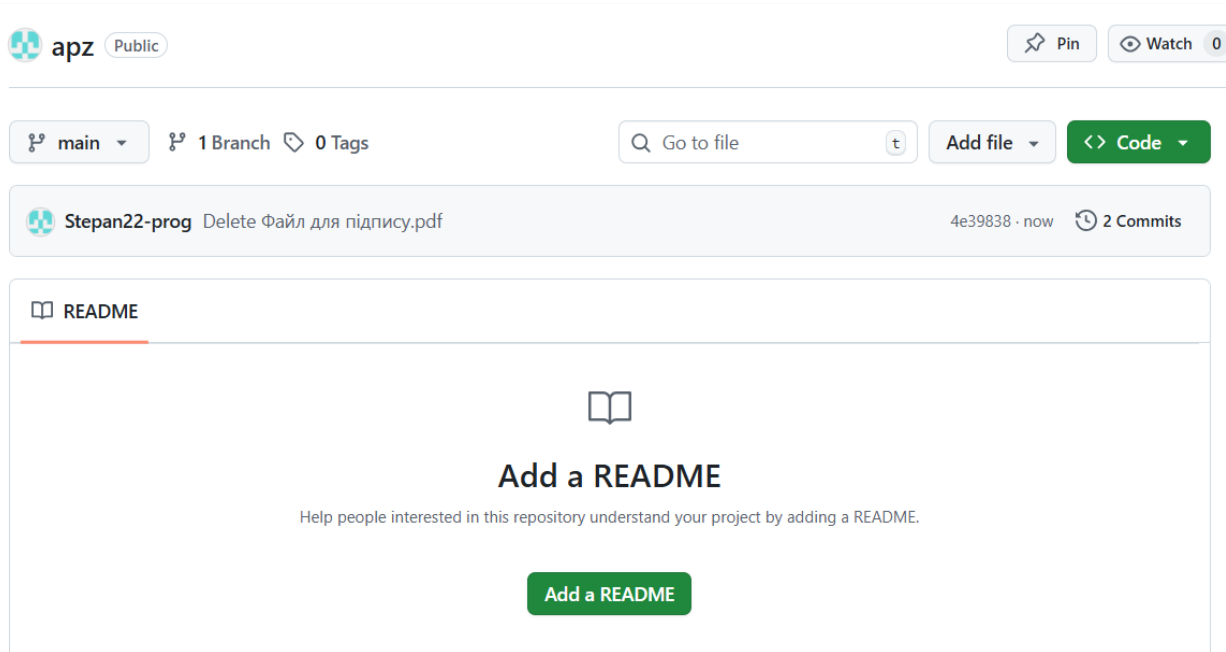 apz Public Pin Watch 0
main 1 Branch 0 Tags Go to file t Add file Code
Stepan22-prog Delete Файл для підпису.pdf 4e39838 · now 2 Commits
README
Add a README
Help people interested in this repository understand your project by adding a README.
Add a README